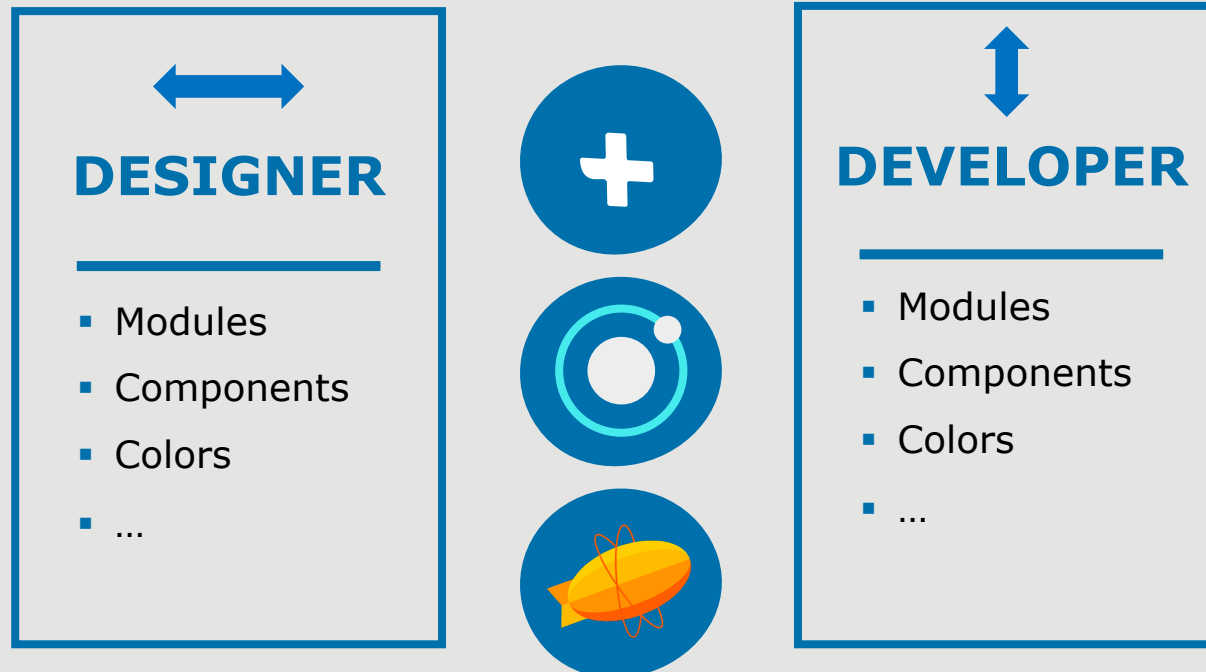 DESIGNER
Modules
Components
Colors
…
DEVELOPER
Modules
Components
Colors
…